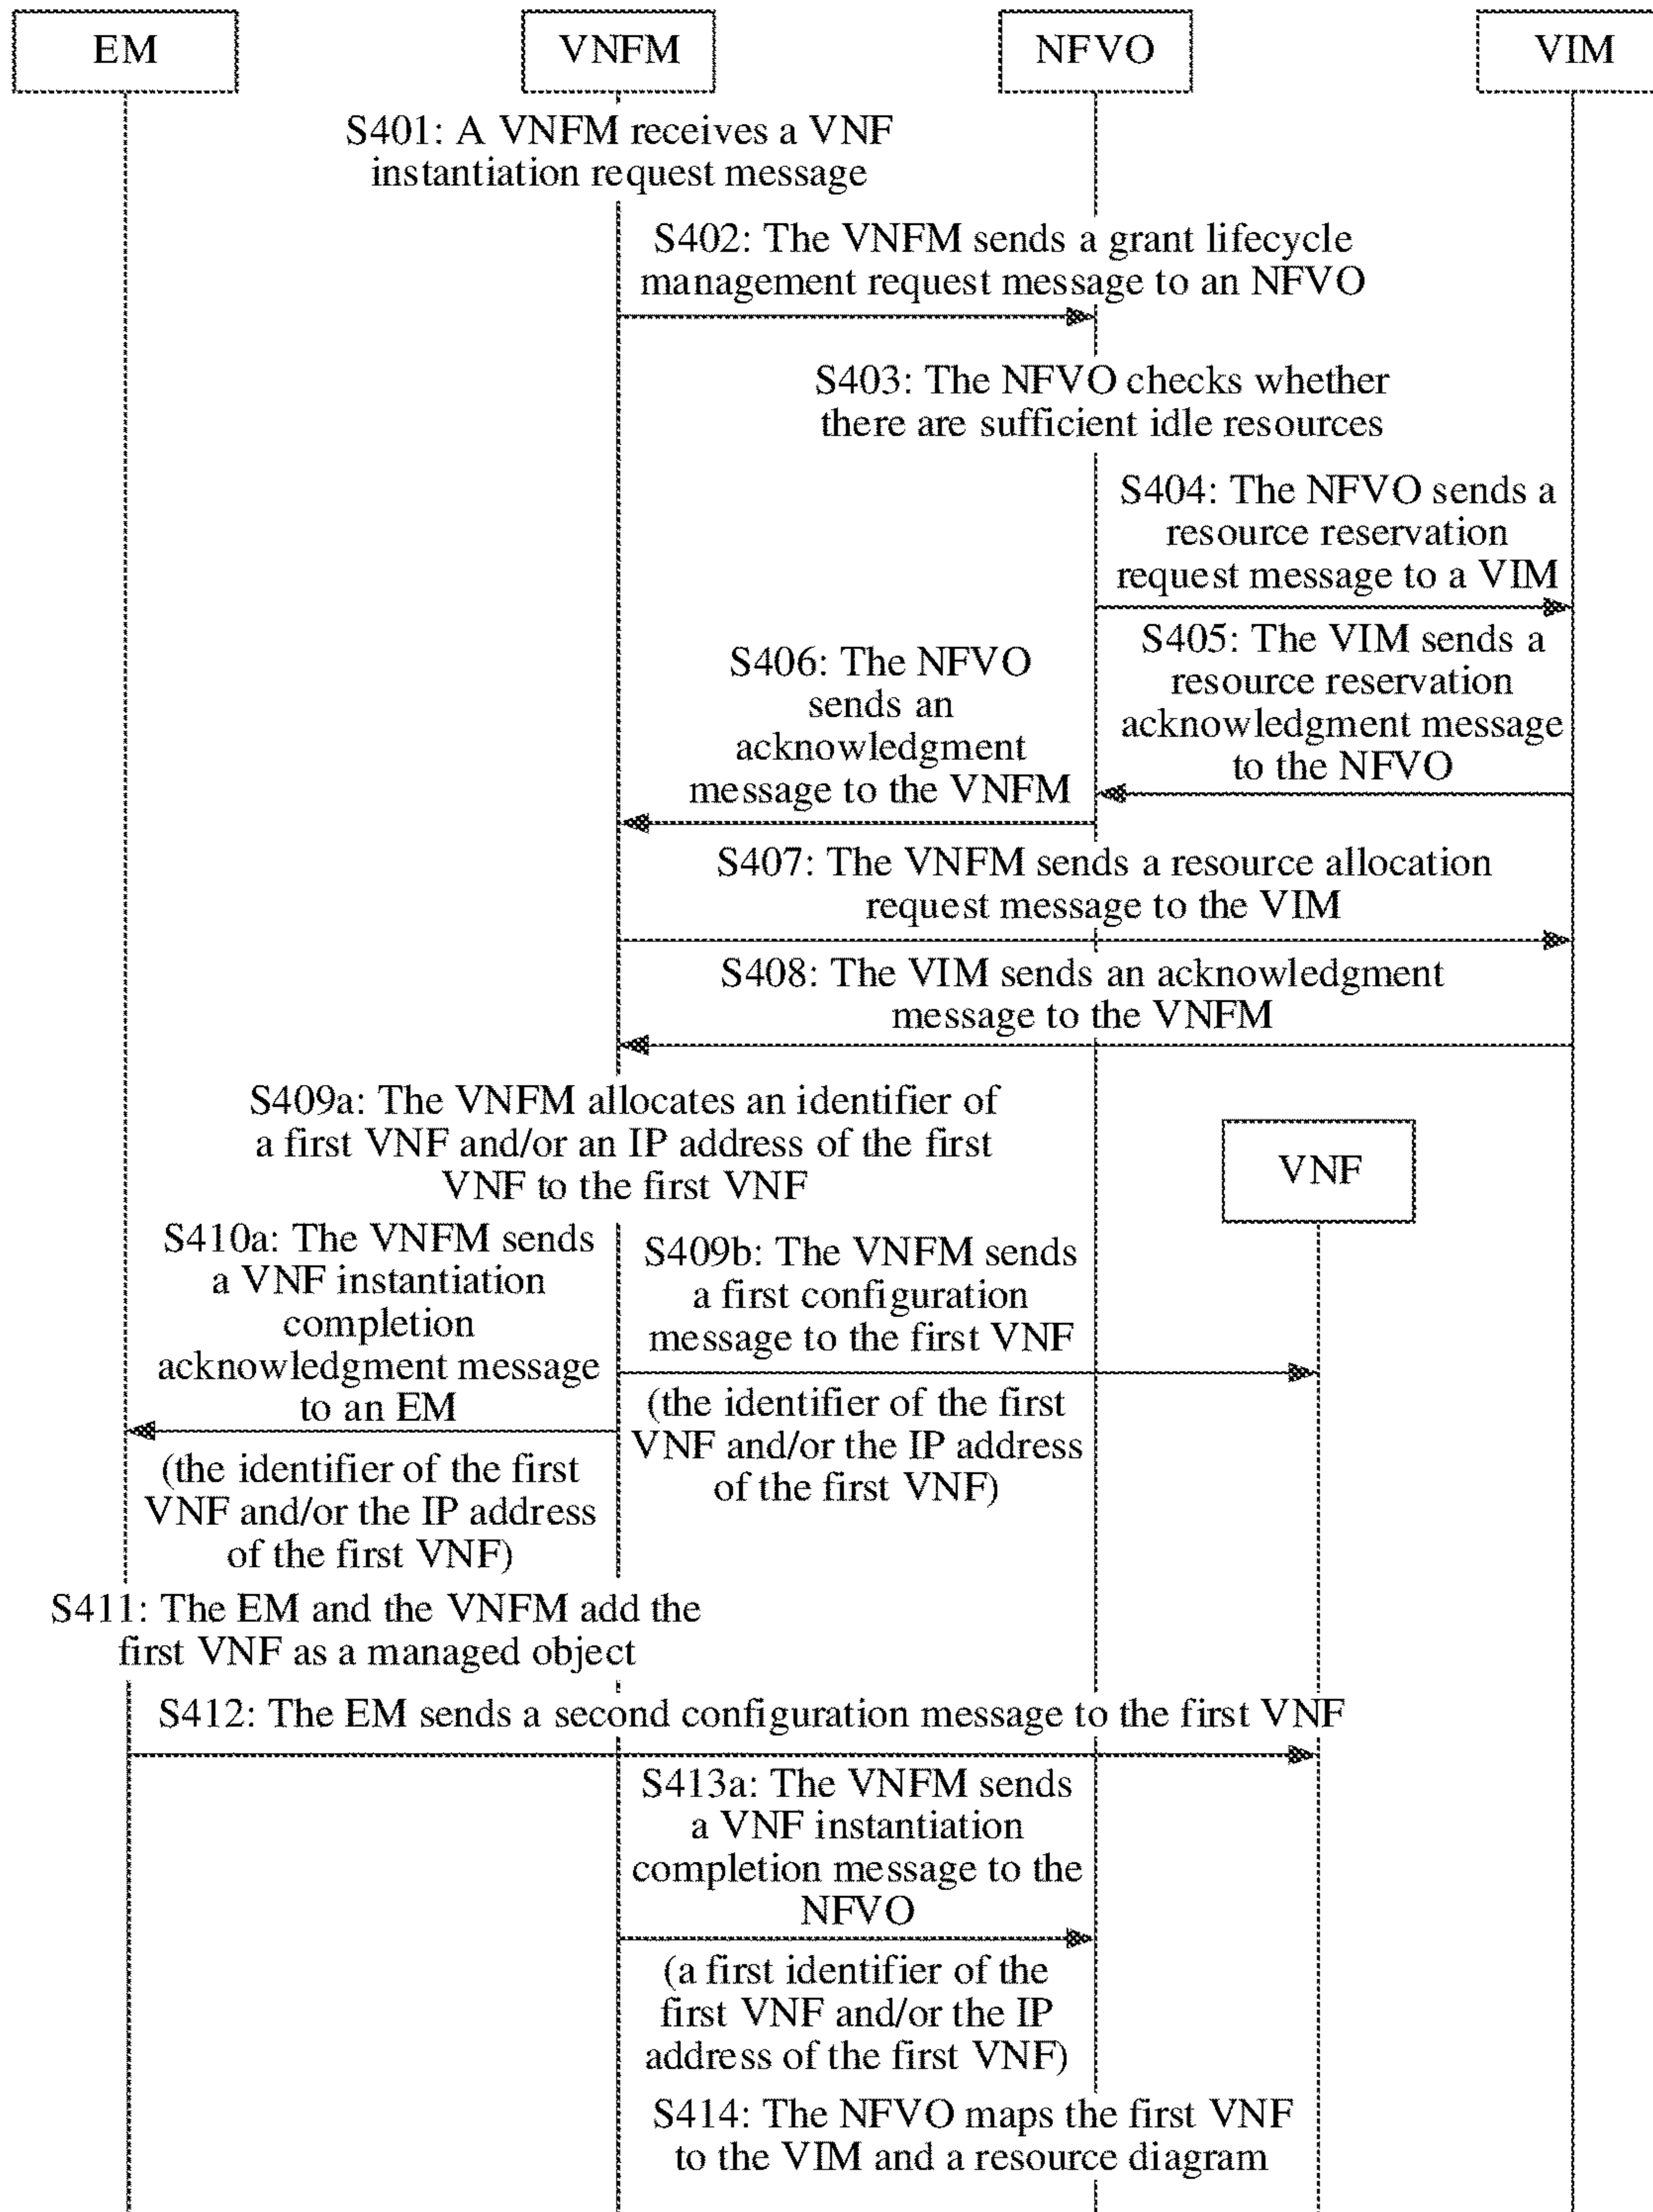 EM
VNFM
NFVO
VIM
S401: A VNFM receives a VNF
instantiation request message
S402: The VNFM sends a grant lifecycle
management request message to an NFVO
S403: The NFVO checks whether
there are sufficient idle resources
S404: The NFVO sends a
resource reservation
request message to a VIM
S405: The VIM sends a
resource reservation
acknowledgment message
to the NFVO
S406: The NFVO
sends an
acknowledgment
message to the VNFM
S407: The VNFM sends a resource allocation
request message to the VIM
S408: The VIM sends an acknowledgment
message to the VNFM
S409a: The VNFM allocates an identifier of
a first VNF and/or an IP address of the first
VNF to the first VNF
VNF
S410a: The VNFM sends
a VNF instantiation
completion
acknowledgment message
to an EM
(the identifier of the first
VNF and/or the IP address
of the first VNF)
S409b: The VNFM sends
a first configuration
message to the first VNF
(the identifier of the first
VNF and/or the IP address
of the first VNF)
S411: The EM and the VNFM add the
first VNF as a managed object
S412: The EM sends a second configuration message to the first VNF
S413a: The VNFM sends
a VNF instantiation
completion message to the
NFVO
(a first identifier of the
first VNF and/or the IP
address of the first VNF)
S414: The NFVO maps the first VNF
to the VIM and a resource diagram